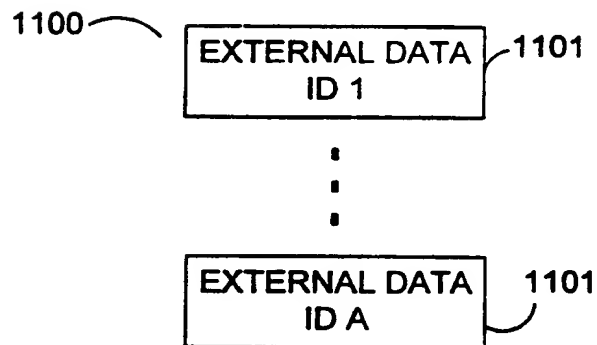 1100
EXTERNAL DATA
ID 1
1101
EXTERNAL DATA
ID A
1101